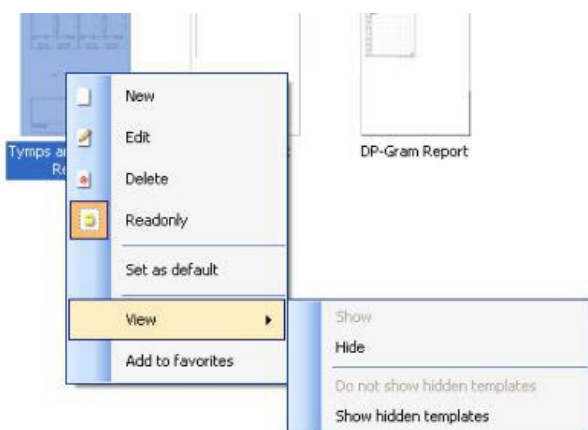 New
Edit
Tymps
Re
DP-Gram Report
Delete
Readonly
Set as default
View
Show
Hide
Add to favorites
Do not show hidden templates
Show hidden templates